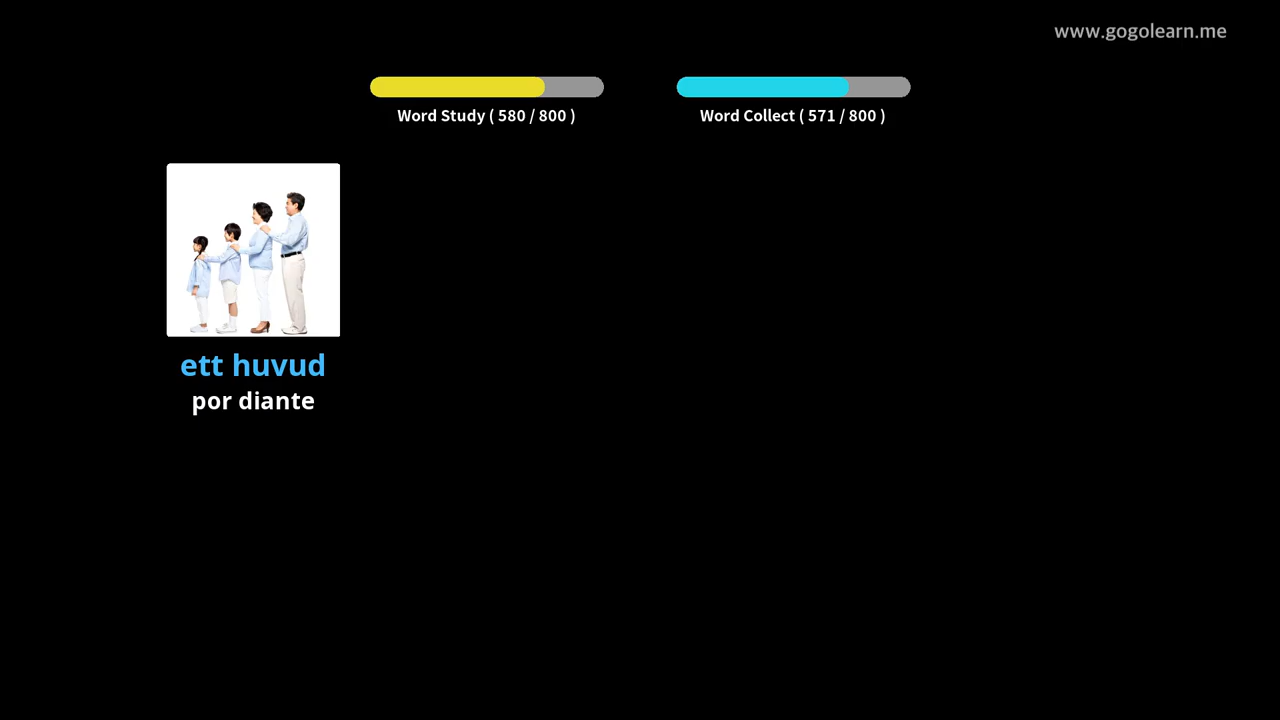 www.gogolearn.me
Word Study ( 580 / 800 )
Word Collect ( 571 / 800 )
ett huvud
por diante